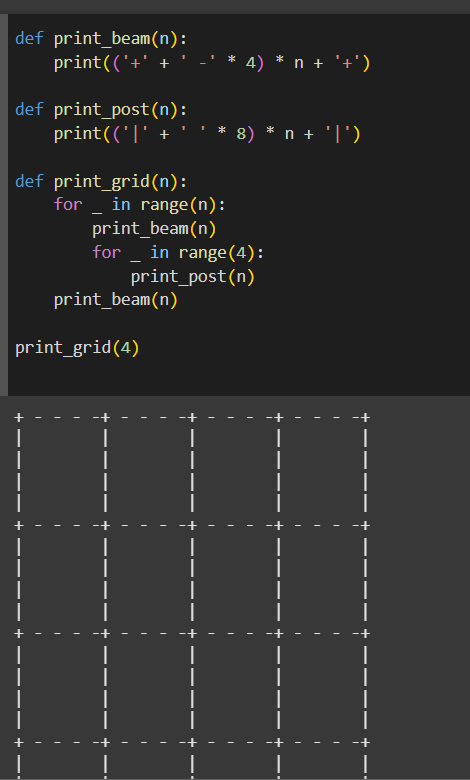 def print_beam(n):
    print(('+' + ' -' * 4) * n + '+')

def print_post(n):
    print(('|' + ' ' * 8) * n + '|')

def print_grid(n):
    for _ in range(n):
        print_beam(n)
        for _ in range(4):
            print_post(n)
    print_beam(n)

print_grid(4)

+ - - - -+ - - - -+ - - - -+ - - - -+
|        |        |        |        |
|        |        |        |        |
|        |        |        |        |
|        |        |        |        |
+ - - - -+ - - - -+ - - - -+ - - - -+
|        |        |        |        |
|        |        |        |        |
|        |        |        |        |
|        |        |        |        |
+ - - - -+ - - - -+ - - - -+ - - - -+
|        |        |        |        |
|        |        |        |        |
|        |        |        |        |
|        |        |        |        |
+ - - - -+ - - - -+ - - - -+ - - - -+
|        |        |        |        |